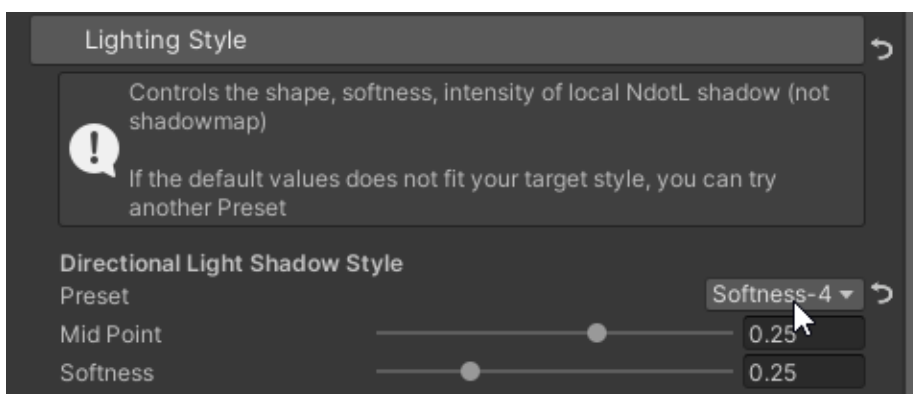 Lighting Style
Controls the shape, softness, intensity of local NdotL shadow (not
shadowmap)
If the default values does not fit your target style, you can try
another Preset
Directional Light Shadow Style
Preset
Softness-4
Mid Point
0.25
Softness
0.25